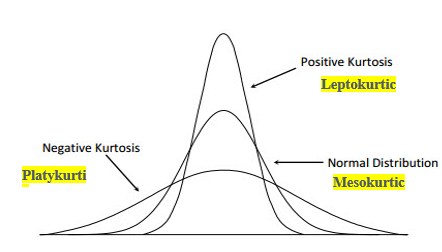 Positive Kurtosis
Leptokurtic
Negative Kurtosis
Platykurti
Normal Distribution
Mesokurtic